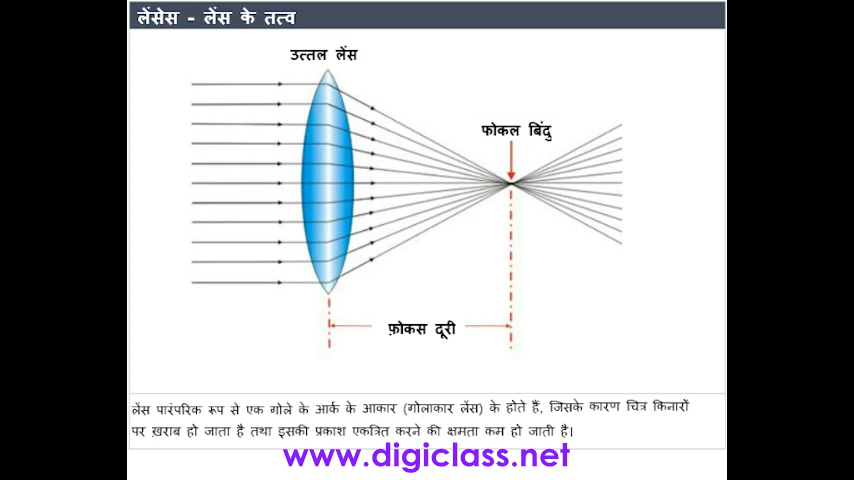 लेंसेस - लेंस के तत्व
उत्तल लेंस
फोकल बिंदु
फ़ोकस दूरी
लेंस पारंपरिक रूप से एक गोले के आर्क के आकार (गोलाकार लेंस) के होते हैं, जिसके कारण चित्र किनारों
पर ख़राब हो जाता है तथा इसकी प्रकाश एकत्रित करने की क्षमता कम हो जाती है।
www.digiclass.net